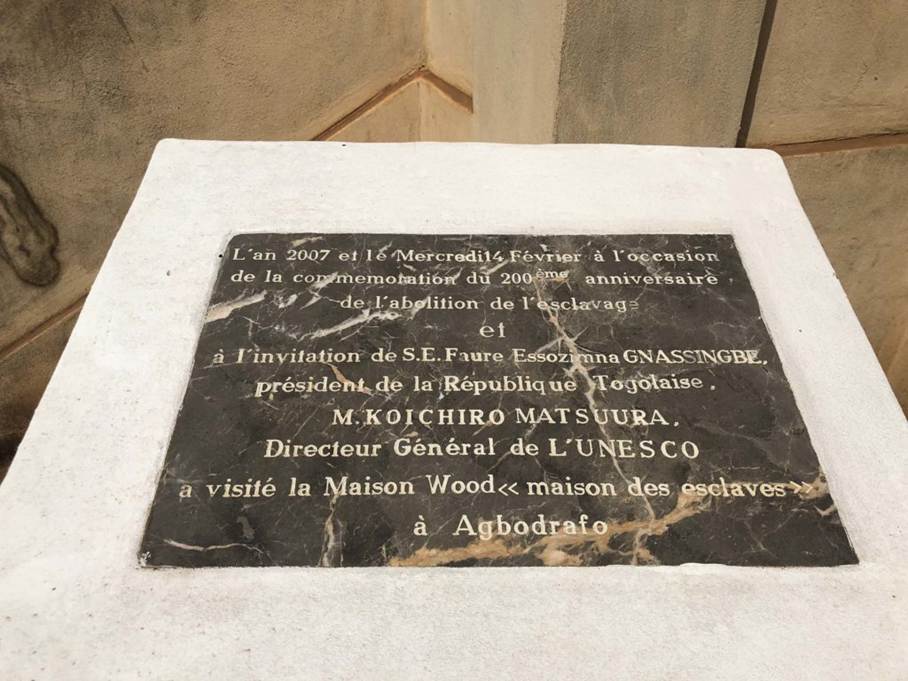 L'an 2007 et le Mercredi14 Février à l'occasion
de la commemoration du 200ème anniversaire
de l'abolition de l'esclavage
et
à l'invitation de S.E.Faure Essozimna GNASSINGBE,
président de la République Togolaise,
M.KOICHIRO MATSUURA,
Directeur Général de L'UNESCO
a visité la Maison Wood<< maison des esclaves>>
à Agbodrafo